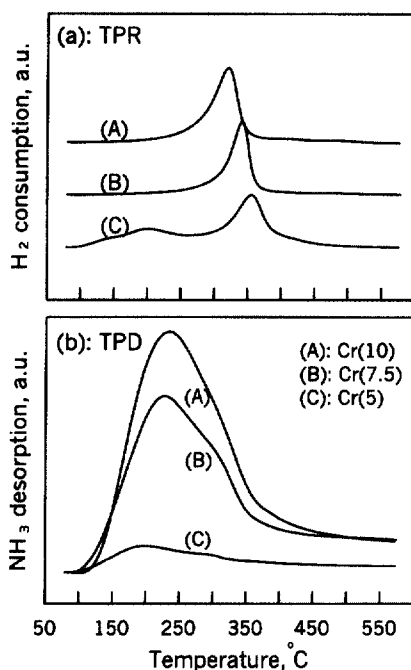 (a): TPR
H2 consumption, a.u.
(A)
(B)
(C)
(b): TPD
NH3 desorption, a.u.
(A): Cr(10)
(B): Cr(7.5)
(C): Cr(5)
(A)
(B)
(C)
50 150 250 350 450 550
Temperature, °C